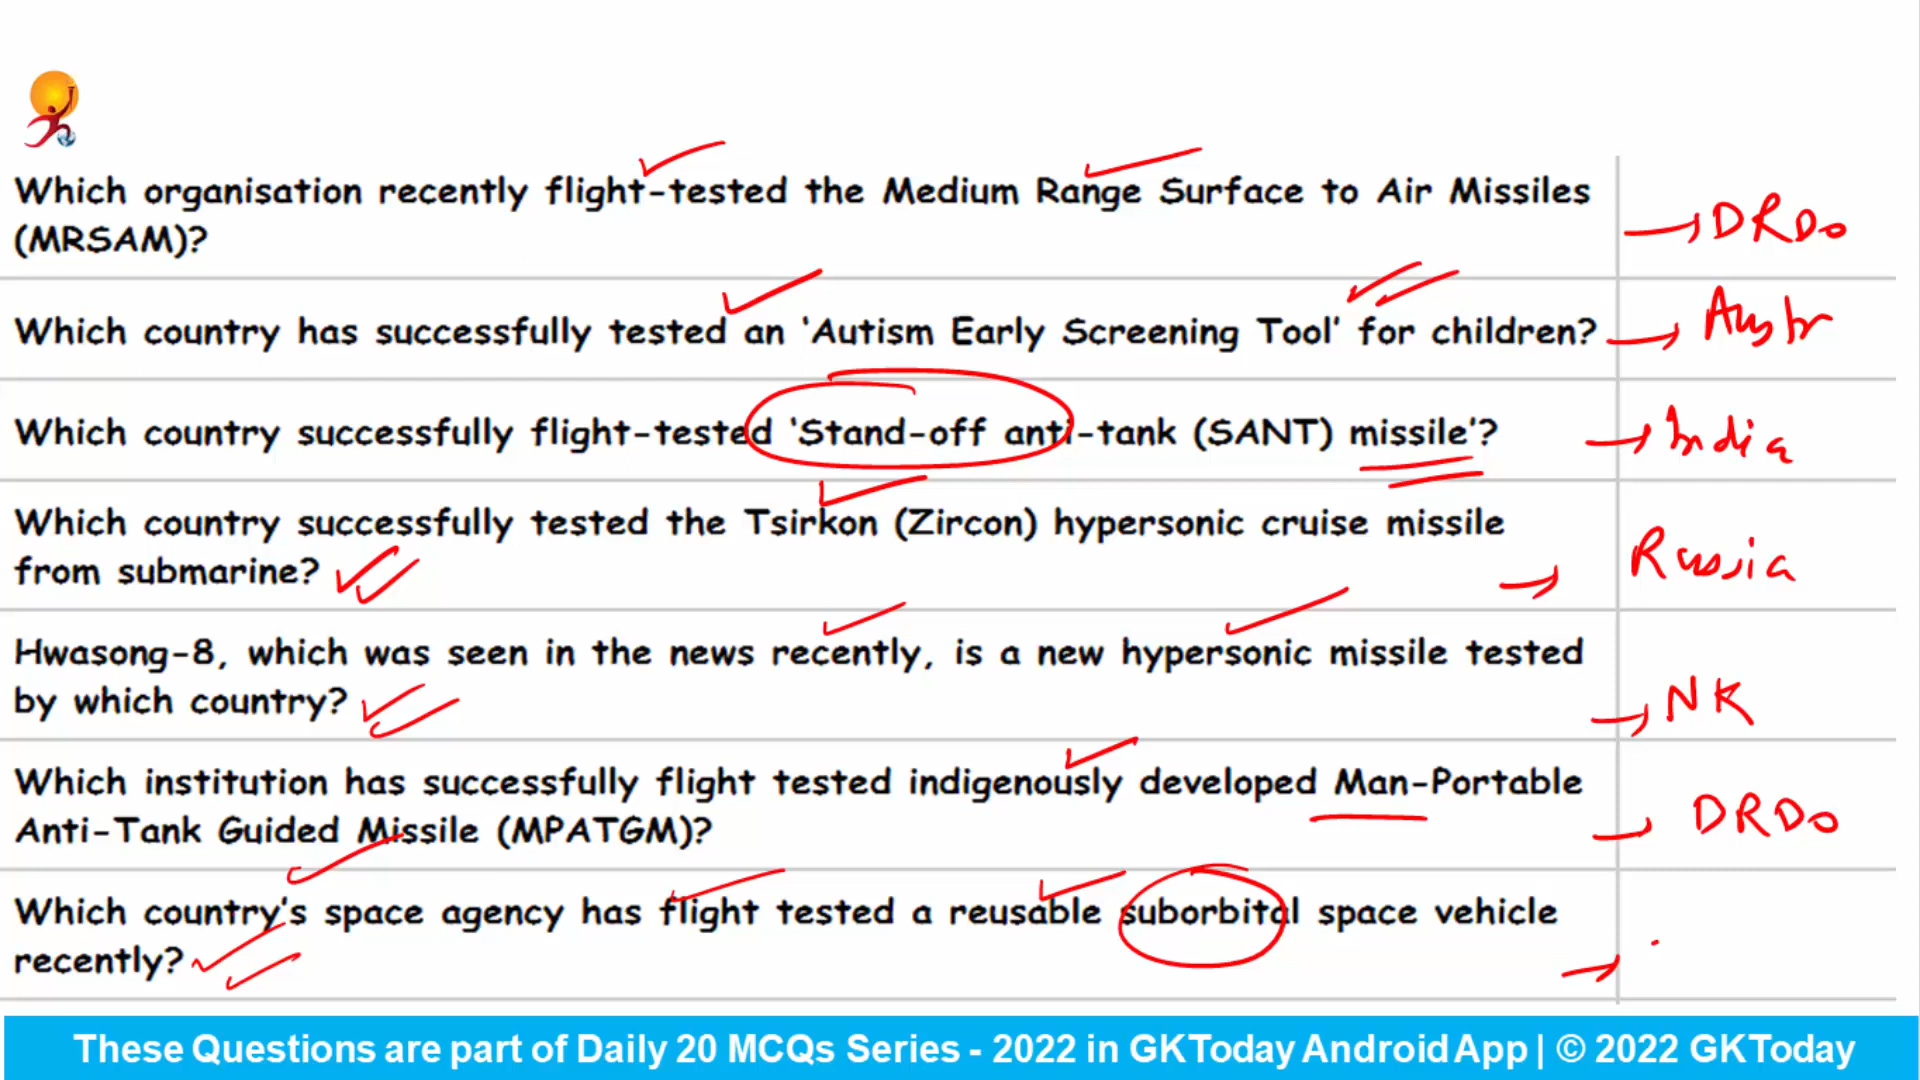 Which organisation recently flight-tested the Medium Range Surface to Air Missiles
(MRSAM)?
DRDO
Which country has successfully tested an 'Autism Early Screening Tool' for children?
Austr
Which country successfully flight-tested 'Stand-off anti-tank (SANT) missile'?
India
Which country successfully tested the Tsirkon (Zircon) hypersonic cruise missile
from submarine?
Russia
Hwasong-8, which was seen in the news recently, is a new hypersonic missile tested
by which country?
NK
Which institution has successfully flight tested indigenously developed Man-Portable
Anti-Tank Guided Missile (MPATGM)?
DRDO
Which country's space agency has flight tested a reusable suborbital space vehicle
recently?
These Questions are part of Daily 20 MCQs Series - 2022 in GKToday Android App | © 2022 GKToday